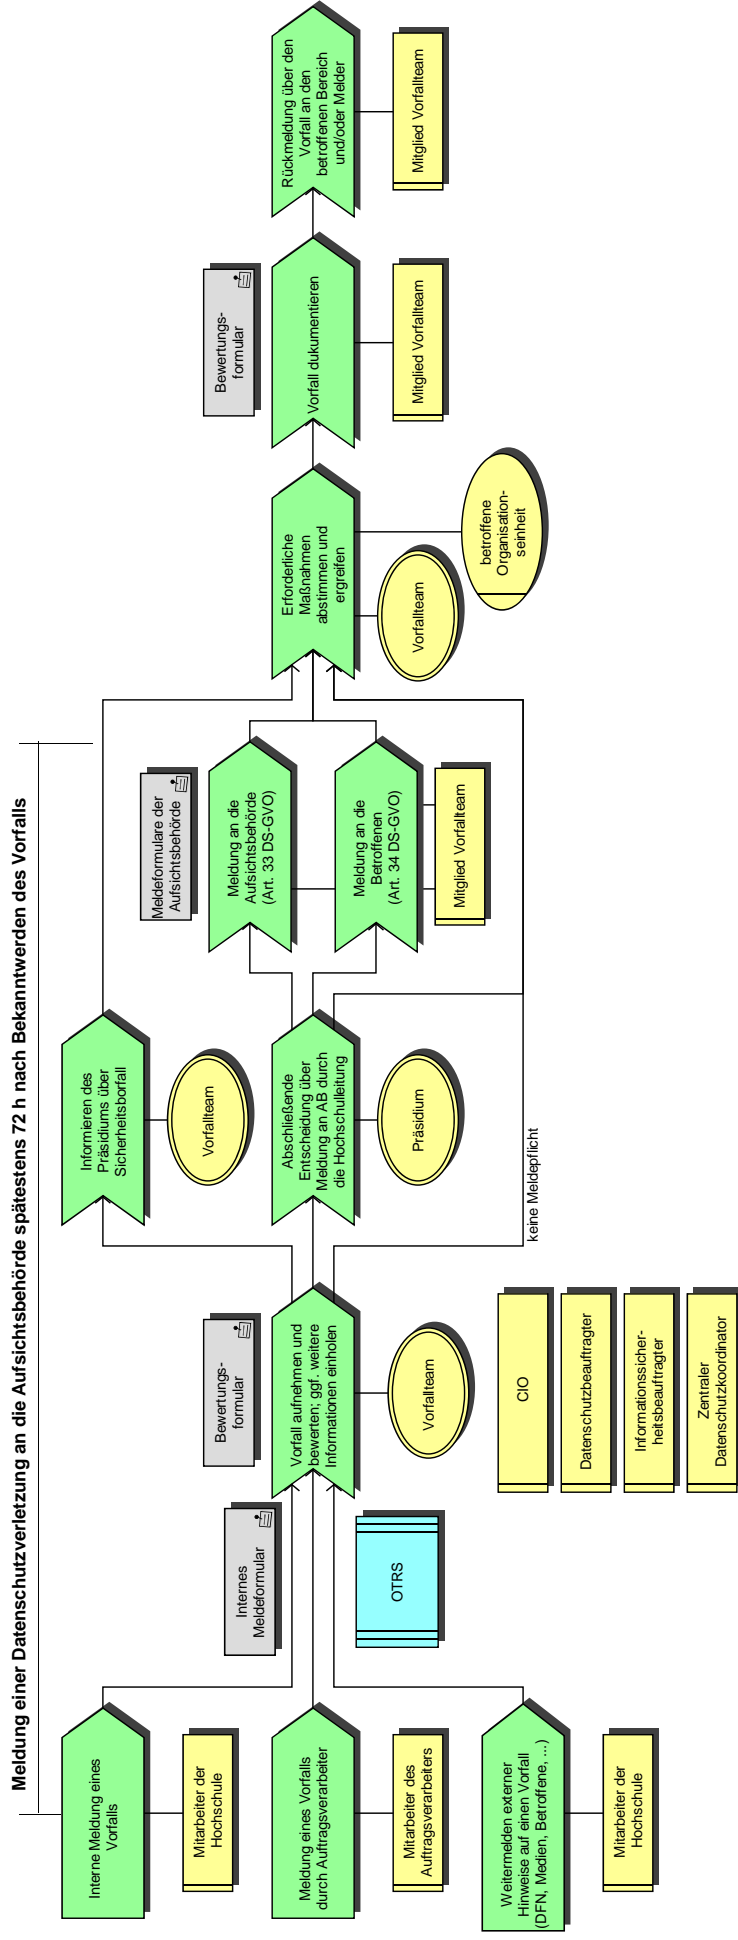 Meldung einer Datenschutzverletzung an die Aufsichtsbehörde spätestens 72 h nach Bekanntwerden des Vorfalls
Interne Meldung eines
Vorfalls
Mitarbeiter der
Hochschule
Meldung eines Vorfalls
durch Auftragsverarbeiter
Mitarbeiter des
Auftragsverarbeiters
Weitermelden externer
Hinweise auf einen Vorfall
(DFN, Medien, Betroffene, ...)
Mitarbeiter der
Hochschule
Internes
Meldeformular
OTRS
Bewertungs-
formular
Vorfall aufnehmen und
bewerten; ggf. weitere
Informationen einholen
Vorfallteam
CIO
Datenschutzbeauftragter
Informationssicher-
heitsbeauftragter
Zentraler
Datenschutzkoordinator
Informieren des
Präsidiums über
Sicherheitsborfall
Vorfallteam
Abschließende
Entscheidung über
Meldung an AB durch
die Hochschulleitung
Präsidium
keine Meldepflicht
Meldeformulare der
Aufsichtsbehörde
Meldung an die
Aufsichtsbehörde
(Art. 33 DS-GVO)
Meldung an die
Betroffenen
(Art. 34 DS-GVO)
Mitglied Vorfallteam
Erforderliche
Maßnahmen
abstimmen und
ergreifen
Vorfallteam
betroffene
Organisation-
seinheit
Bewertungs-
formular
Vorfall dukumentieren
Mitglied Vorfallteam
Rückmeldung über den
Vorfall an den
betroffenen Bereich
und/oder Melder
Mitglied Vorfallteam